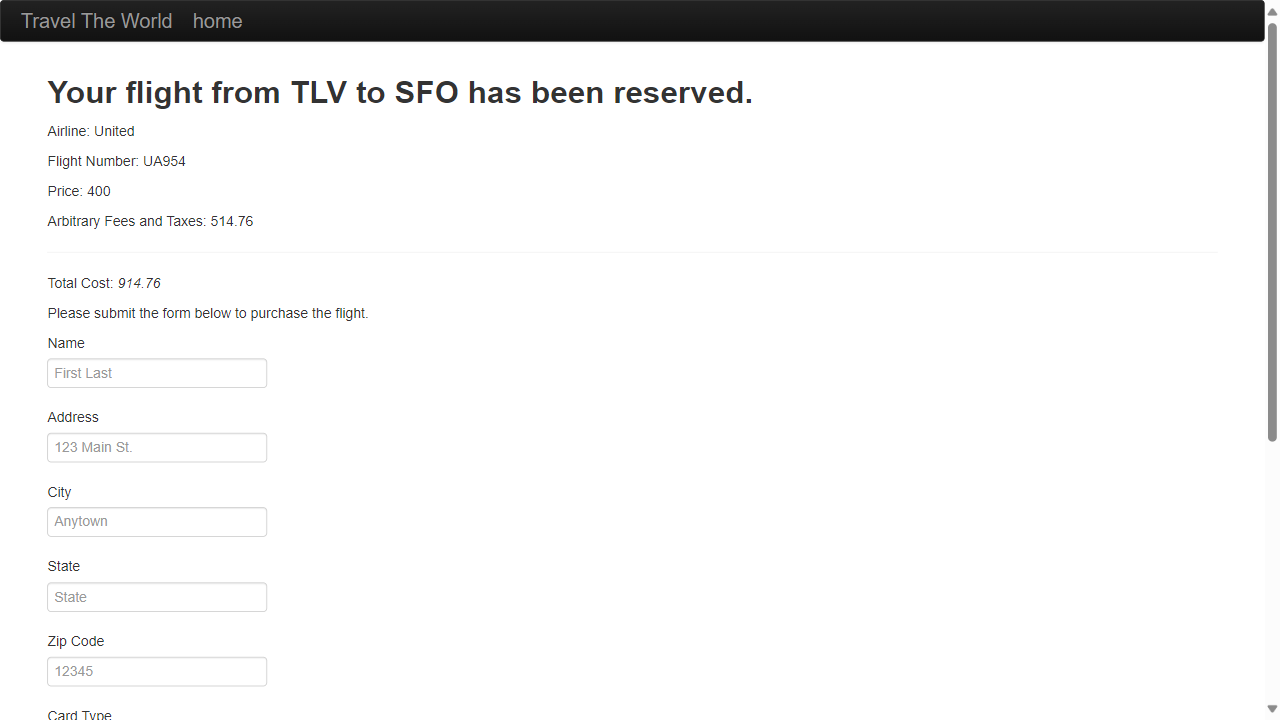 Travel The World home
Your flight from TLV to SFO has been reserved.
Airline: United
Flight Number: UA954
Price: 400
Arbitrary Fees and Taxes: 514.76
Total Cost: 914.76
Please submit the form below to purchase the flight.
Name
First Last
Address
123 Main St.
City
Anytown
State
State
Zip Code
12345
Card Type